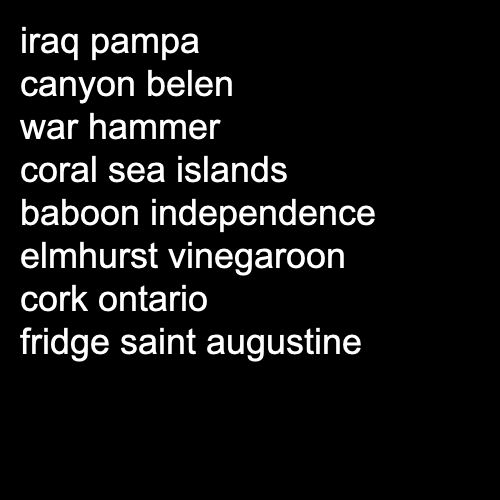 iraq pampa
canyon belen
war hammer
coral sea islands
baboon independence
elmhurst vinegaroon
cork ontario
fridge saint augustine